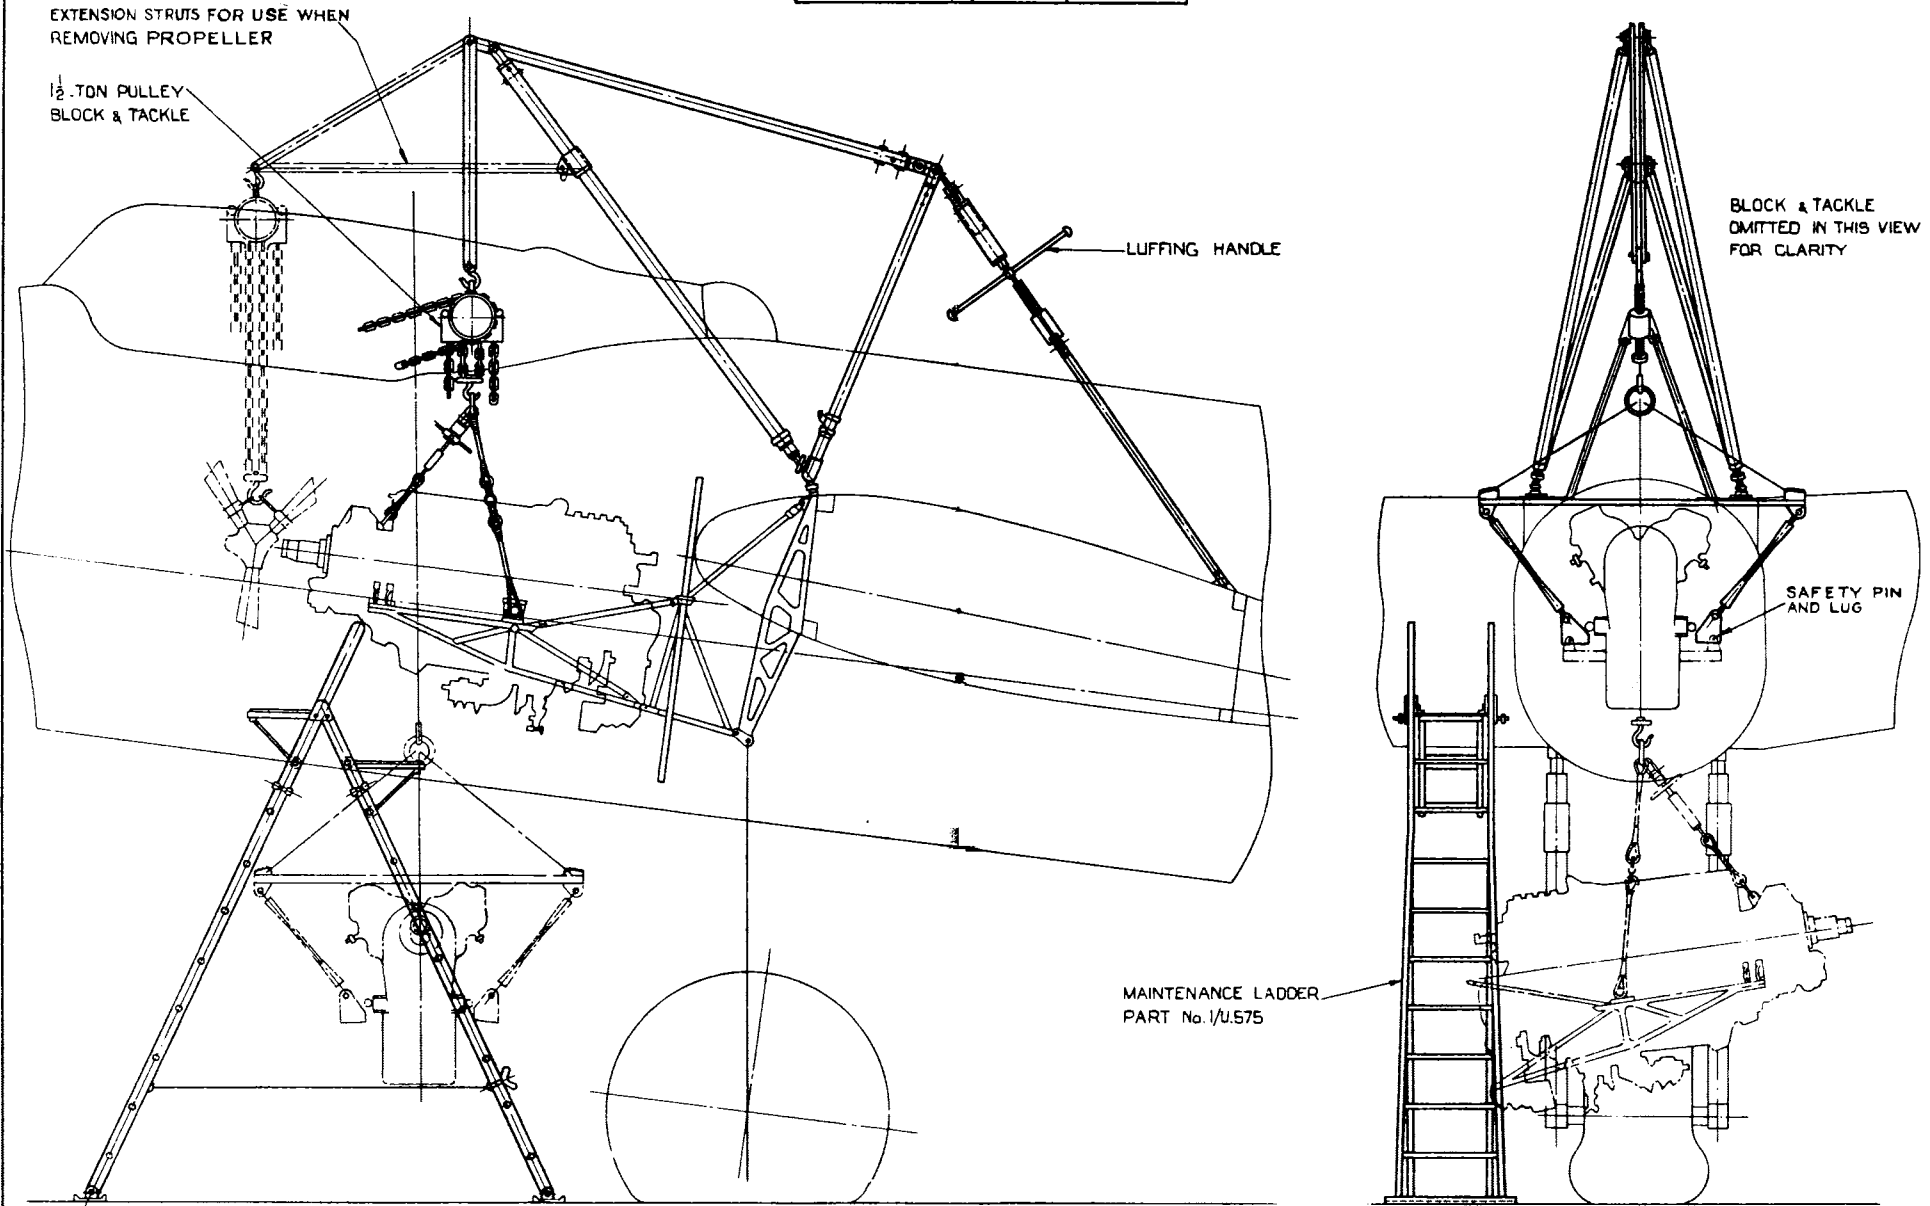 EXTENSION STRUTS FOR USE WHEN
REMOVING PROPELLER
1½-TON PULLEY
BLOCK & TACKLE
LUFFING HANDLE
BLOCK & TACKLE
OMITTED IN THIS VIEW
FOR CLARITY
SAFETY PIN
AND LUG
MAINTENANCE LADDER
PART No. 1/U.575